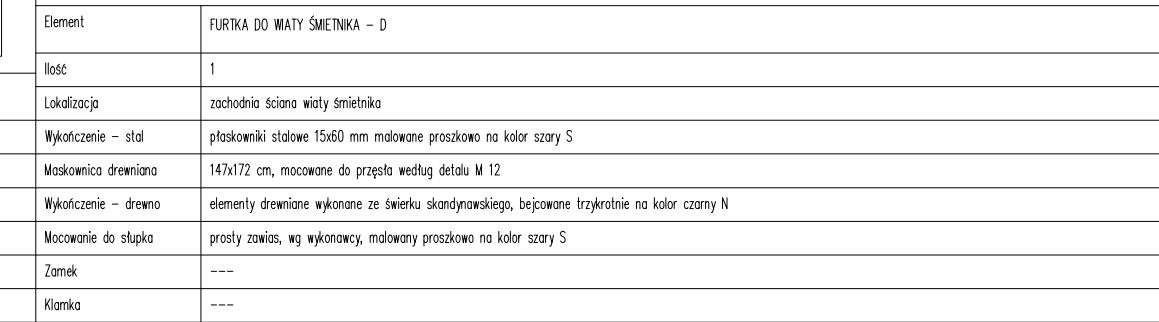 Element FURTKA DO WIATY ŚMIETNIKA – D
Ilość 1
Lokalizacja zachodnia ściana wiaty śmietnika
Wykończenie – stal płaskowniki stalowe 15x60 mm malowane proszkowo na kolor szary S
Maskownica drewniana 147x172 cm, mocowane do przęsła według detalu M 12
Wykończenie – drewno elementy drewniane wykonane ze świerku skandynawskiego, bejcowane trzykrotnie na kolor czarny N
Mocowanie do słupka prosty zawias, wg wykonawcy, malowany proszkowo na kolor szary S
Zamek ---
Klamka ---